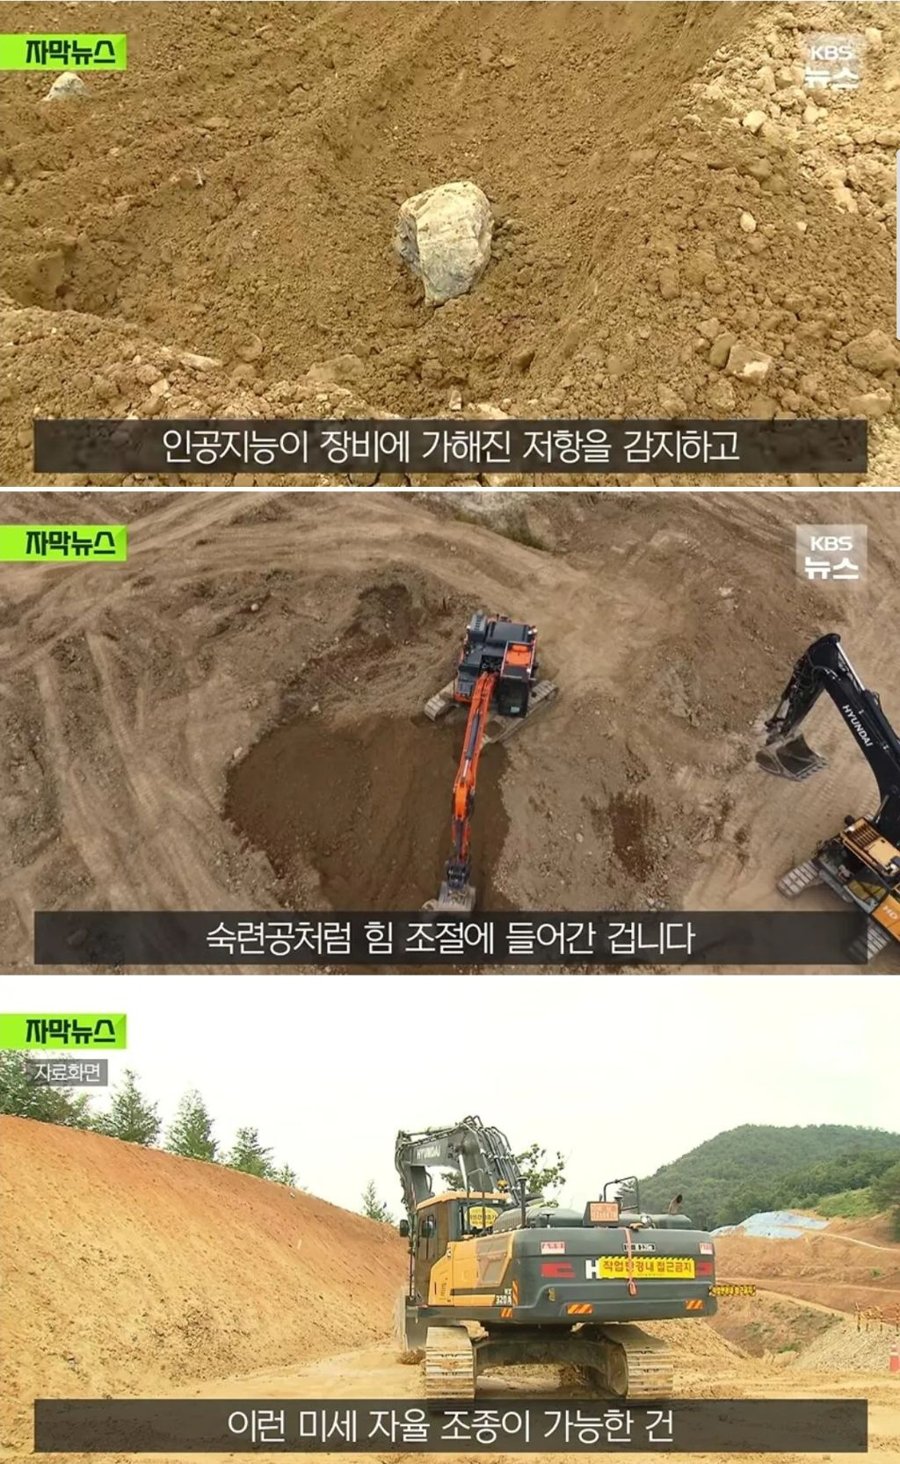 자막뉴스
KBS
뉴스
인공지능이 장비에 가해진 저항을 감지하고
자막뉴스
KBS
뉴스
HYUNDAI
숙련공처럼 힘 조절에 들어간 겁니다
자막뉴스
자료화면
HYUNDAI
작업반경내 접근금지
이런 미세 자율 조종이 가능한 건